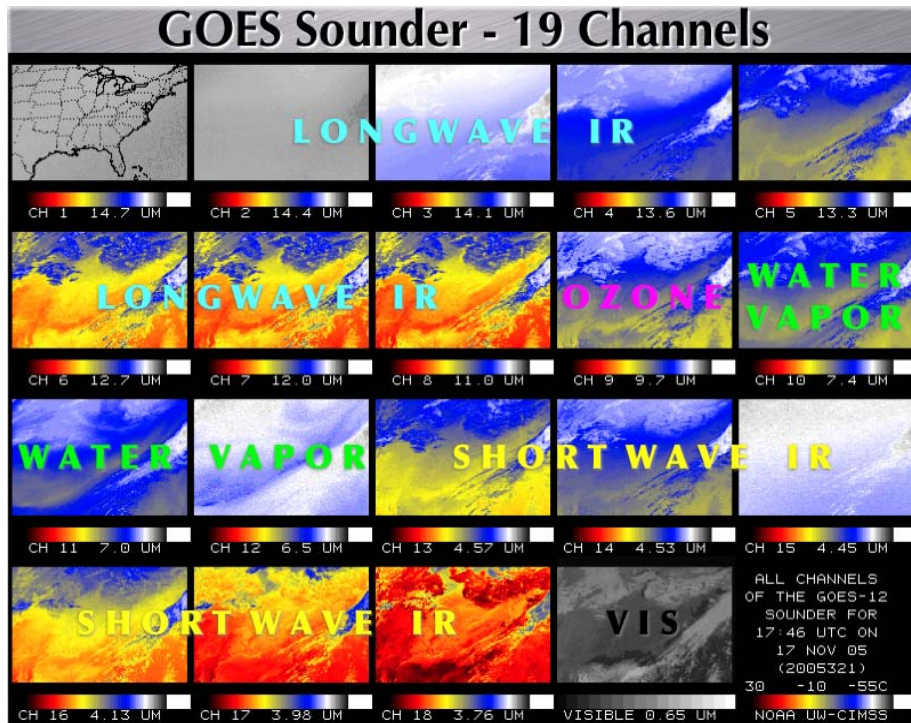 GOES Sounder - 19 Channels
LONGWAVE IR
CH 1 14.7 UM
CH 2 14.4 UM
CH 3 14.1 UM
CH 4 13.6 UM
CH 5 13.3 UM
LONGWAVE IR
OZONE
WATER
VAPOR
CH 6 12.7 UM
CH 7 12.0 UM
CH 8 11.0 UM
CH 9 9.7 UM
CH 10 7.4 UM
WATER VAPOR
SHORT WAVE IR
CH 11 7.0 UM
CH 12 6.5 UM
CH 13 4.57 UM
CH 14 4.53 UM
CH 15 4.45 UM
SHORT WAVE IR
VIS
CH 16 4.13 UM
CH 17 3.98 UM
CH 18 3.76 UM
VISIBLE 0.65 UM
ALL CHANNELS
OF THE GOES-12
SOUNDER FOR
17:46 UTC ON
17 NOV 05
(2005321)
30 -10 -55C
NOAA UW-CIMSS